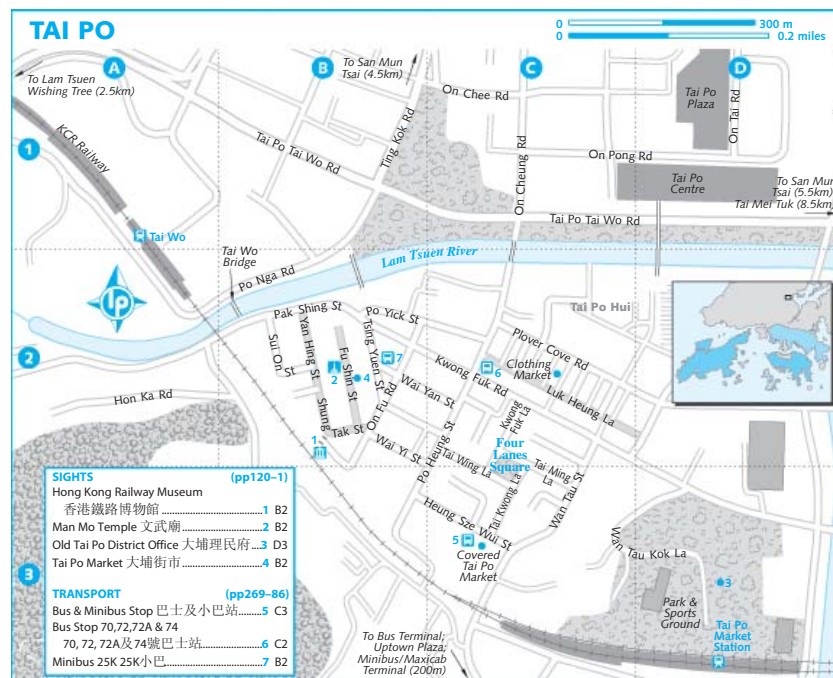 TAI PO
0 300 m
0 0.2 miles
A
B
C
D
1
2
3
To Lam Tsuen
Wishing Tree (2.5km)
To San Mun
Tsai (4.5km)
On Chee Rd
Tai Po
Plaza
On Tai Rd
KCR Railway
Ting Kok Rd
Tai Po Tai Wo Rd
On Cheung Rd
On Pong Rd
Tai Po
Centre
To San Mun
Tsai (5.5km)
Tai Mei Tuk (8.5km)
Tai Po Tai Wo Rd
Tai Wo
Tai Wo
Bridge
Lam Tsuen River
Po Nga Rd
lp
Tai Po Hui
Pak Shing St
Po Yick St
Plover Cove Rd
Sui On St
Yan Hing St
Fu Shin St
Tsing Yuen St
7
6
Clothing
Market
2
4
Kwong Fuk Rd
Luk Heung La
Hon Ka Rd
Wai Yan St
On Fu Rd
Kwong
Fuk La
Shung
Tak St
1
Four
Lanes
Square
Wai Yi St
Po Heung St
Tai Wing La
Tai Ming
La
Tai Kwong La
Wan Tau St
Heung Sze Wui St
5
Covered
Tai Po
Market
Wan Tau Kok La
3
Park &
Sports
Ground
Tai Po
Market
Station
To Bus Terminal;
Uptown Plaza;
Minibus/Maxicab
Terminal (200m)
SIGHTS (pp120–1)
Hong Kong Railway Museum
香港鐵路博物館 1 B2
Man Mo Temple 文武廟 2 B2
Old Tai Po District Office 大埔理民府 3 D3
Tai Po Market 大埔街市 4 B2
TRANSPORT (pp269–86)
Bus & Minibus Stop 巴士及小巴站 5 C3
Bus Stop 70,72,72A & 74
70, 72, 72A及74號巴士站 6 C2
Minibus 25K 25K小巴 7 B2